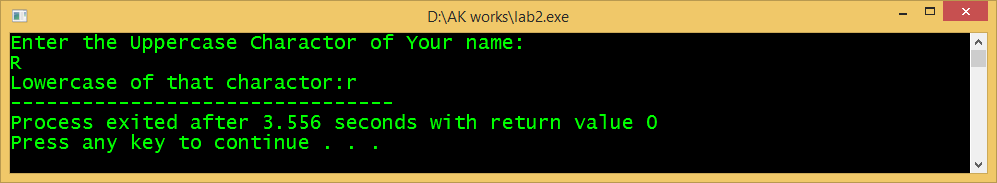 D:\AK works\lab2.exe
Enter the Uppercase Charactor of Your name:
R
Lowercase of that charactor:r
--------------------------------
Process exited after 3.556 seconds with return value 0
Press any key to continue . . .